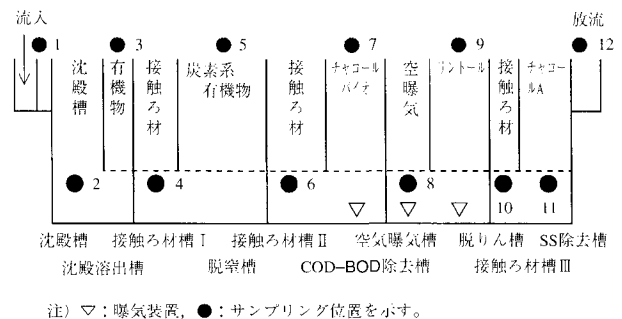 流入
放流
1
3
5
7
9
12
沈殿槽
有機物
接触ろ材
炭素系有機物
接触ろ材
チャコールバイオ
空曝気
リントール
接触ろ材
チャコールA
2
4
6
8
10
11
沈殿槽 接触ろ材槽Ⅰ 接触ろ材槽Ⅱ 空気曝気槽 脱りん槽 SS除去槽
沈殿溶出槽 脱窒槽 COD-BOD除去槽 接触ろ材槽Ⅲ
注) ▽:曝気装置, ●:サンプリング位置を示す。